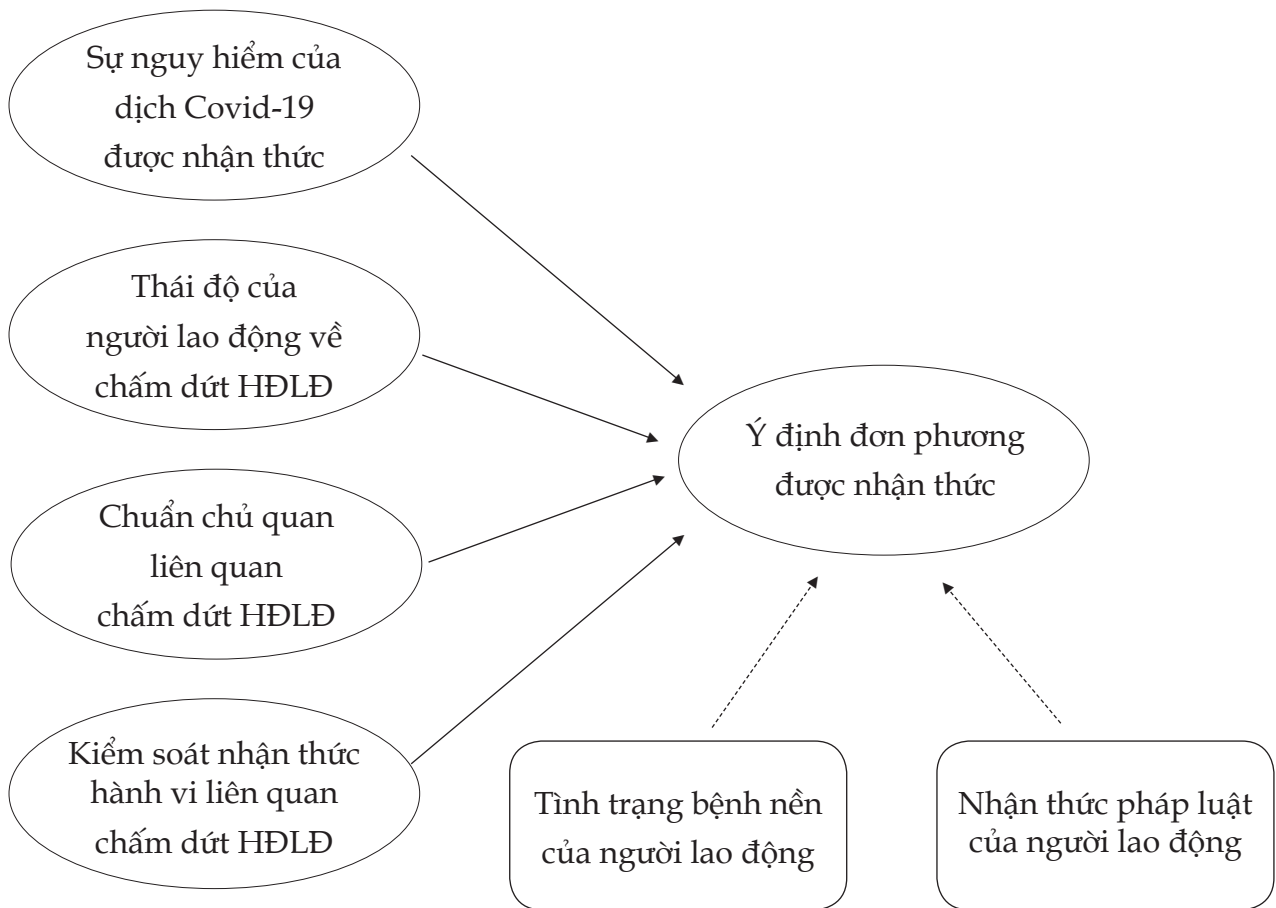 Sự nguy hiểm của
dịch Covid-19
được nhận thức
Thái độ của
người lao động về
chấm dứt HĐLĐ
Ý định đơn phương
được nhận thức
Chuẩn chủ quan
liên quan
chấm dứt HĐLĐ
Kiểm soát nhận thức
hành vi liên quan
chấm dứt HĐLĐ
Tình trạng bệnh nền
của người lao động
Nhận thức pháp luật
của người lao động